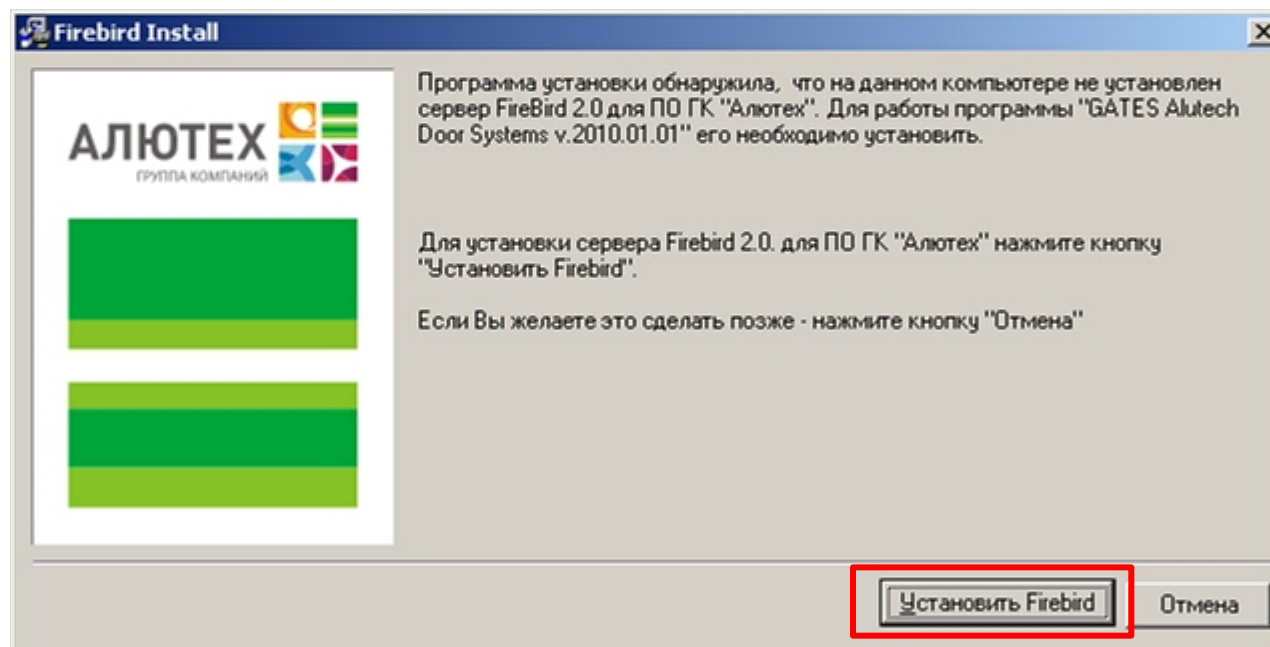 Firebird Install
АЛЮТЕХ
ГРУППА КОМПАНИЙ
Программа установки обнаружила, что на данном компьютере не установлен
сервер FireBird 2.0 для ПО ГК "Алютех". Для работы программы "GATES Alutech
Door Systems v.2010.01.01" его необходимо установить.
Для установки сервера Firebird 2.0. для ПО ГК "Алютех" нажмите кнопку
"Установить Firebird".
Если Вы желаете это сделать позже - нажмите кнопку "Отмена"
Установить Firebird
Отмена